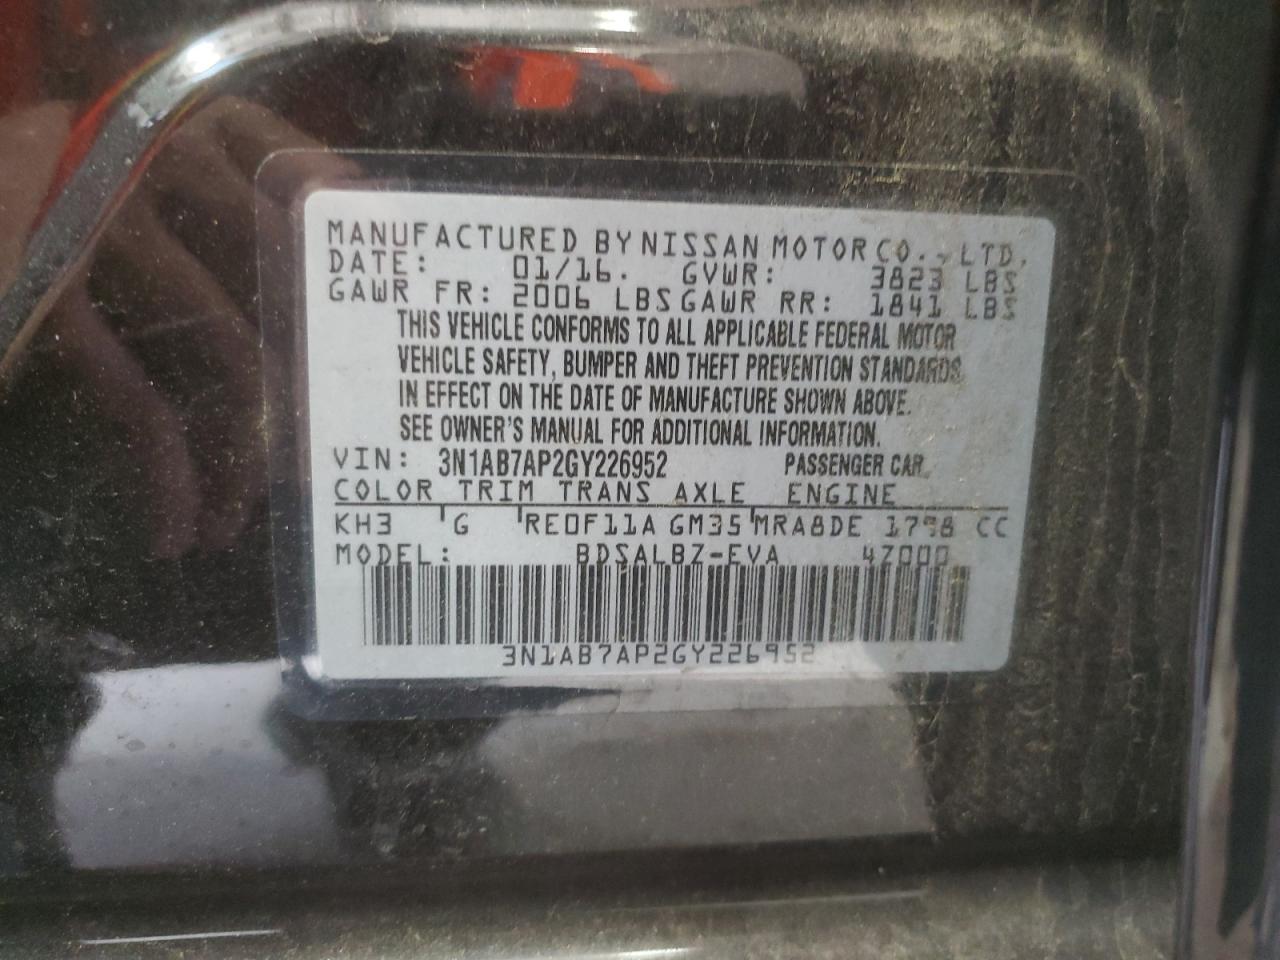 MANUFACTURED BY NISSAN MOTOR CO., LTD.
DATE: 01/16. GVWR: 3823 LBS
GAWR FR: 2006 LBS GAWR RR: 1841 LBS
THIS VEHICLE CONFORMS TO ALL APPLICABLE FEDERAL MOTOR
VEHICLE SAFETY, BUMPER AND THEFT PREVENTION STANDARDS
IN EFFECT ON THE DATE OF MANUFACTURE SHOWN ABOVE.
SEE OWNER'S MANUAL FOR ADDITIONAL INFORMATION.
VIN: 3N1AB7AP2GY226952 PASSENGER CAR
COLOR TRIM TRANS AXLE ENGINE
KH3 G RE0F11A GM35 MRA8DE 1798 CC
MODEL: BDSALBZ-EVA 4Z000
3N1AB7AP2GY226952